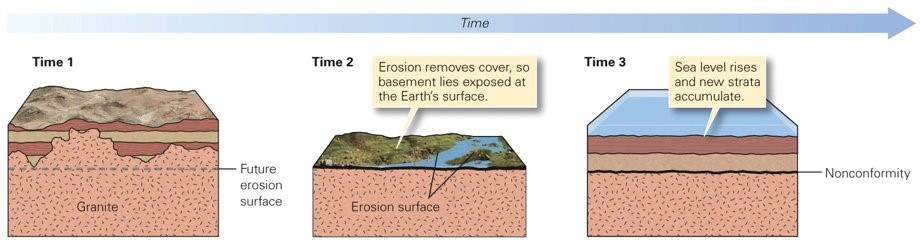 Time
Time 1
Time 2
Erosion removes cover, so
basement lies exposed at
the Earth's surface.
Time 3
Sea level rises
and new strata
accumulate.
Future
erosion
surface
Granite
Erosion surface
Nonconformity